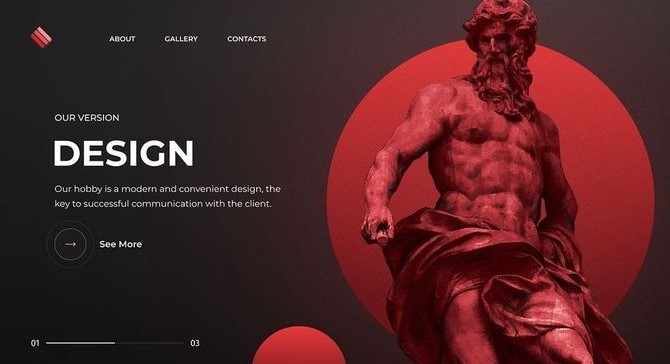 ABOUT GALLERY CONTACTS
OUR VERSION
DESIGN
Our hobby is a modern and convenient design, the
key to successful communication with the client.
See More
01 03